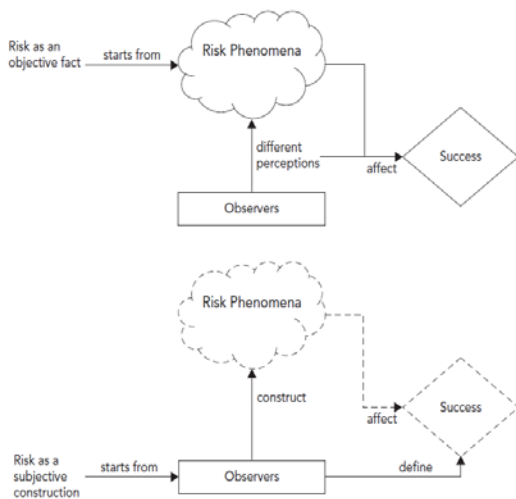 Risk as an
objective fact
starts from
Risk Phenomena
different
perceptions
affect
Success
Observers
Risk Phenomena
construct
affect
Success
Risk as a
subjective
construction
starts from
Observers
define